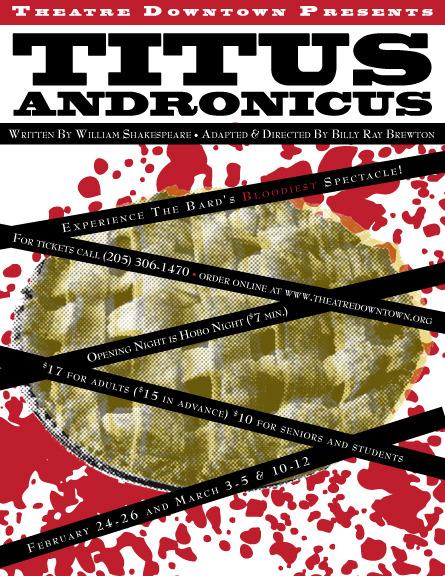 Theatre Downtown Presents
TITUS
ANDRONICUS
Written By William Shakespeare • Adapted & Directed By Billy Ray Brewton
Experience The Bard's Bloodiest Spectacle!
For tickets call (205) 306-1470 • order online at www.theatredowntown.org
Opening Night is Hobo Night ($7 min.)
$17 for adults ($15 in advance) $10 for seniors and students
February 24-26 and March 3-5 & 10-12